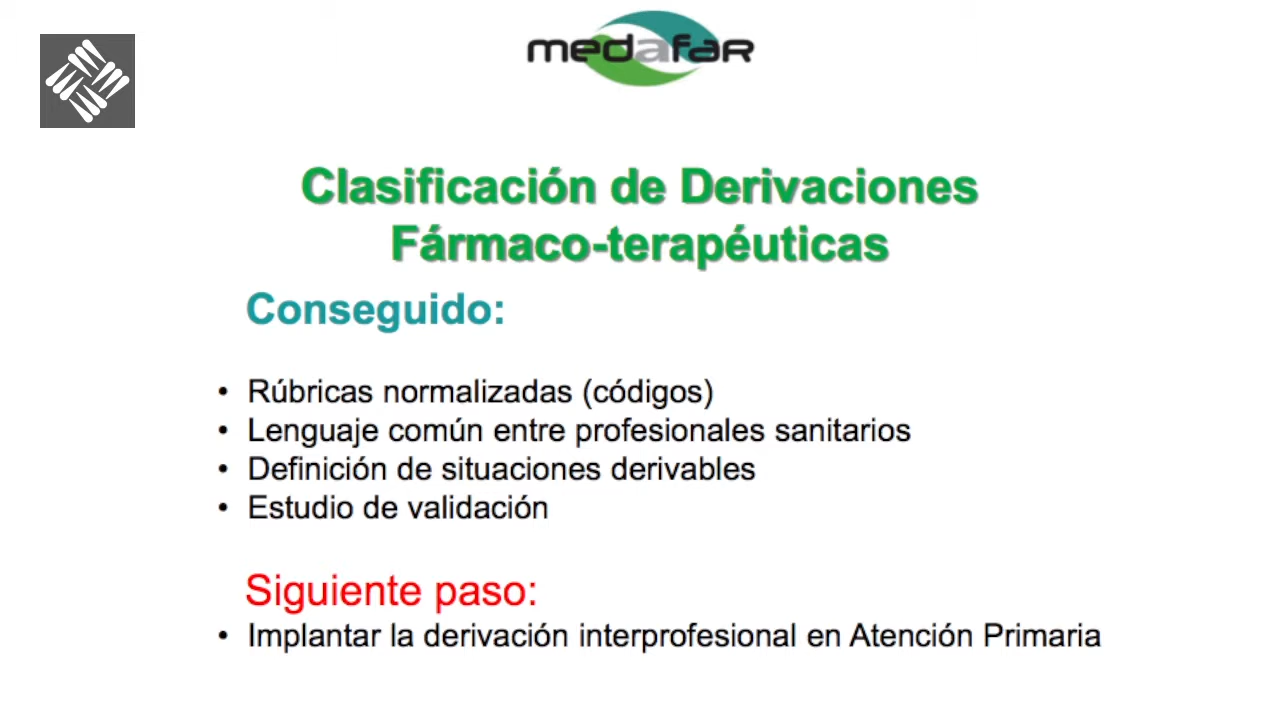 medafar
Clasificación de Derivaciones
Fármaco-terapéuticas
Conseguido:
• Rúbricas normalizadas (códigos)
• Lenguaje común entre profesionales sanitarios
• Definición de situaciones derivables
• Estudio de validación
Siguiente paso:
• Implantar la derivación interprofesional en Atención Primaria